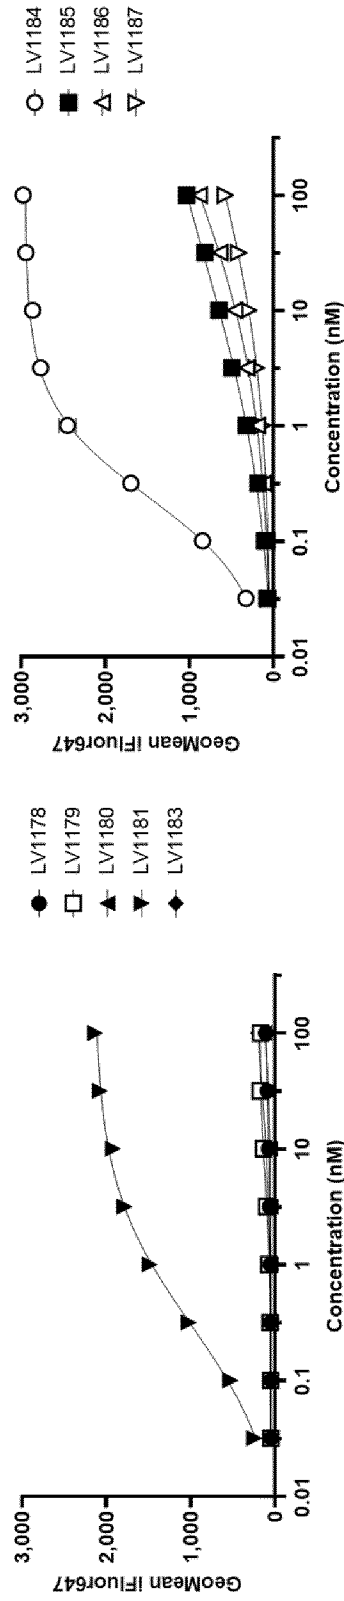 GeoMean iFluor647
3,000
2,000
1,000
0
0.01
0.1
1
10
100
Concentration (nM)
LV1178
LV1179
LV1180
LV1181
LV1183
GeoMean iFluor647
3,000
2,000
1,000
0
0.01
0.1
1
10
100
Concentration (nM)
LV1184
LV1185
LV1186
LV1187